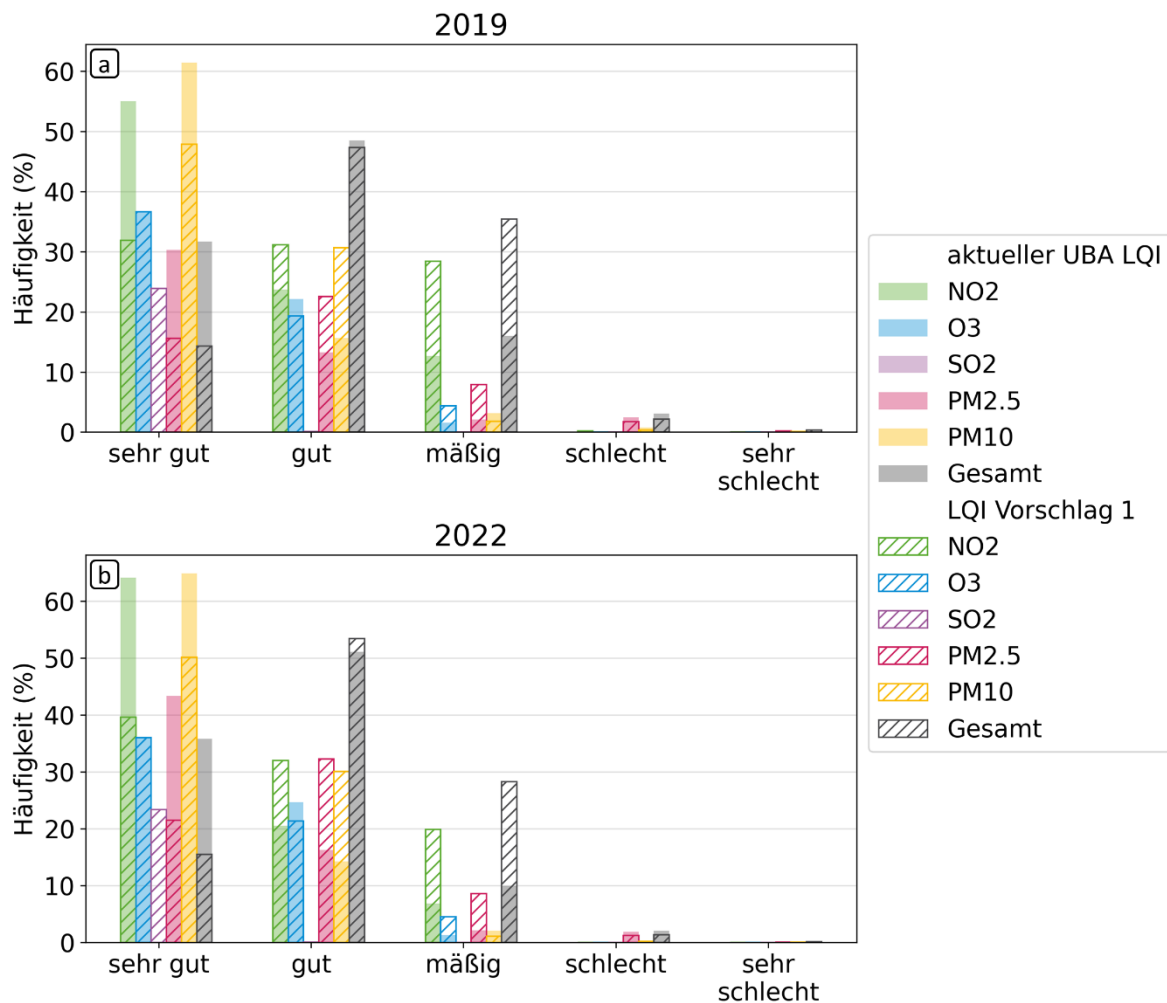 2019
a
60
50
40
30
20
10
0
Häufigkeit (%)
sehr gut
gut
mäßig
schlecht
sehr
schlecht
2022
b
60
50
40
30
20
10
0
Häufigkeit (%)
sehr gut
gut
mäßig
schlecht
sehr
schlecht
aktueller UBA LQI
NO2
O3
SO2
PM2.5
PM10
Gesamt
LQI Vorschlag 1
NO2
O3
SO2
PM2.5
PM10
Gesamt